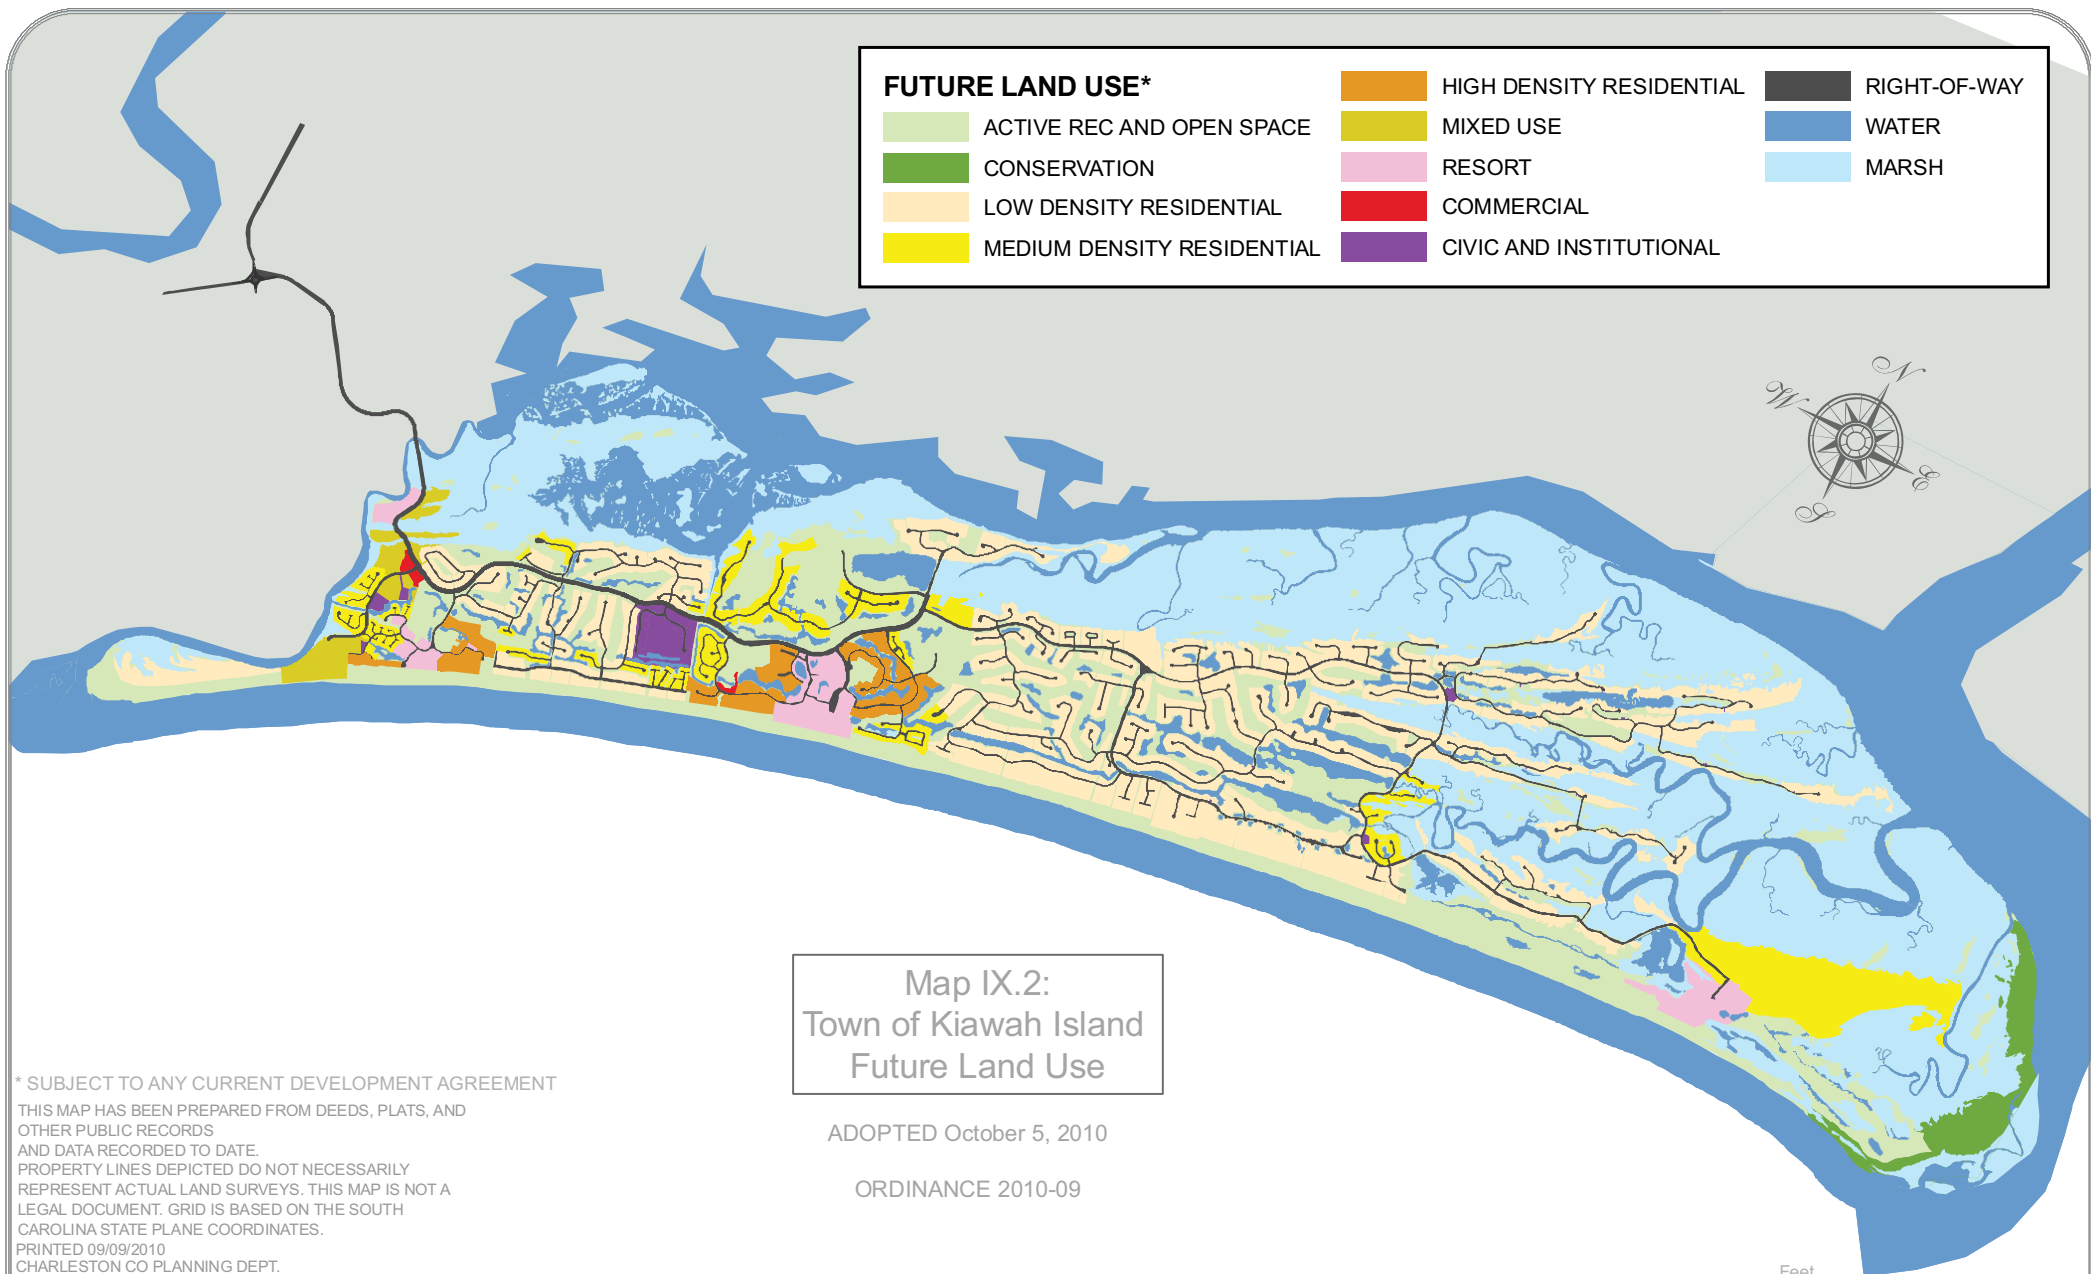 FUTURE LAND USE*
ACTIVE REC AND OPEN SPACE
CONSERVATION
LOW DENSITY RESIDENTIAL
MEDIUM DENSITY RESIDENTIAL
HIGH DENSITY RESIDENTIAL
MIXED USE
RESORT
COMMERCIAL
CIVIC AND INSTITUTIONAL
RIGHT-OF-WAY
WATER
MARSH
N
W
E
S
Map IX.2:
Town of Kiawah Island
Future Land Use
ADOPTED October 5, 2010
ORDINANCE 2010-09
* SUBJECT TO ANY CURRENT DEVELOPMENT AGREEMENT
THIS MAP HAS BEEN PREPARED FROM DEEDS, PLATS, AND
OTHER PUBLIC RECORDS
AND DATA RECORDED TO DATE.
PROPERTY LINES DEPICTED DO NOT NECESSARILY
REPRESENT ACTUAL LAND SURVEYS. THIS MAP IS NOT A
LEGAL DOCUMENT. GRID IS BASED ON THE SOUTH
CAROLINA STATE PLANE COORDINATES.
PRINTED 09/09/2010
CHARLESTON CO PLANNING DEPT.
Feet